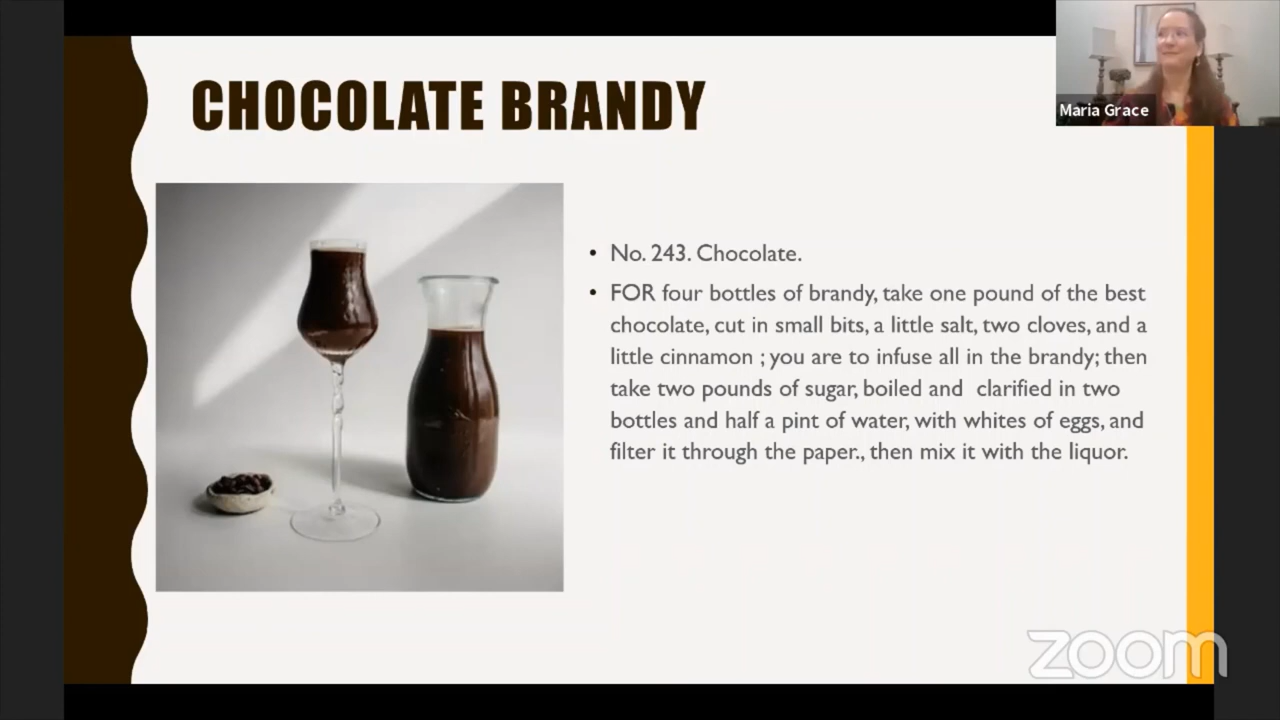 CHOCOLATE BRANDY
Maria Grace
• No. 243. Chocolate.
• FOR four bottles of brandy, take one pound of the best
chocolate, cut in small bits, a little salt, two cloves, and a
little cinnamon ; you are to infuse all in the brandy; then
take two pounds of sugar, boiled and clarified in two
bottles and half a pint of water, with whites of eggs, and
filter it through the paper., then mix it with the liquor.
zoom